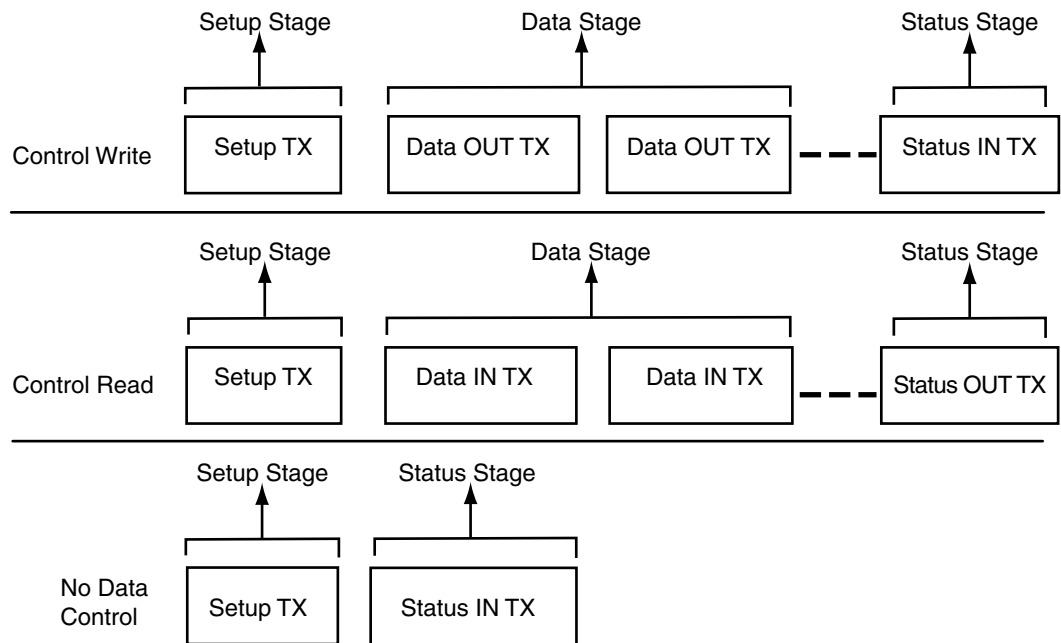 Setup Stage Data Stage Status Stage
Control Write Setup TX Data OUT TX Data OUT TX Status IN TX
Setup Stage Data Stage Status Stage
Control Read Setup TX Data IN TX Data IN TX Status OUT TX
Setup Stage Status Stage
No Data
Control Setup TX Status IN TX